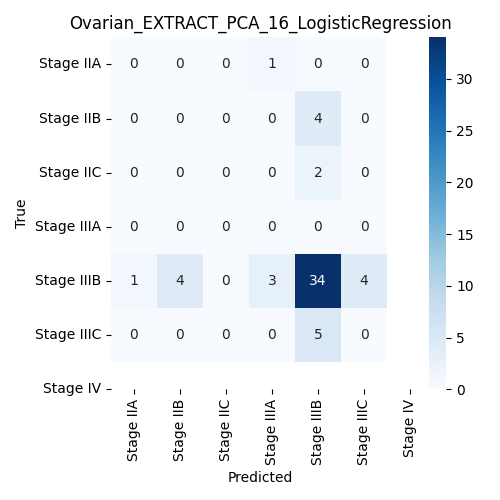 Ovarian_EXTRACT_PCA_16_LogisticRegression
Stage IIA 0 0 0 1 0 0
Stage IIB 0 0 0 0 4 0
Stage IIC 0 0 0 0 2 0
Stage IIIA 0 0 0 0 0 0
Stage IIIB 1 4 0 3 34 4
Stage IIIC 0 0 0 0 5 0
Stage IV
True
Stage IIA Stage IIB Stage IIC Stage IIIA Stage IIIB Stage IIIC Stage IV
Predicted
30
25
20
15
10
5
0